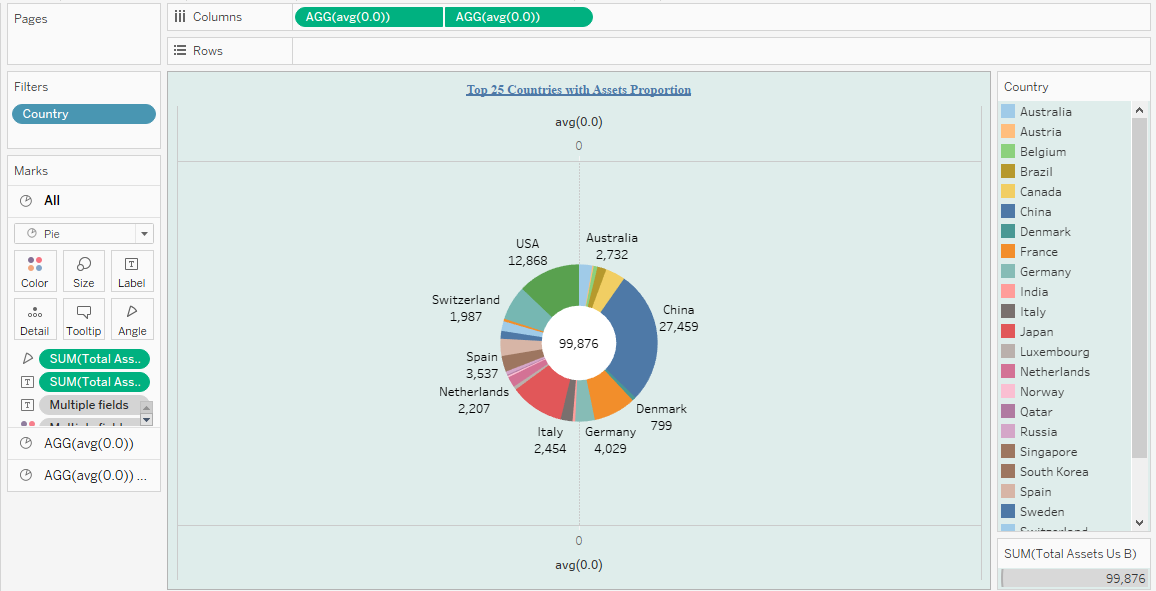 Pages
Columns
AGG(avg(0.0))
AGG(avg(0.0))
Rows
Filters
Country
Marks
All
Pie
Color
Size
Label
Detail
Tooltip
Angle
SUM(Total Ass..
SUM(Total Ass..
Multiple fields
AGG(avg(0.0))
AGG(avg(0.0)) ...
Top 25 Countries with Assets Proportion
avg(0.0)
0
USA
12,868
Australia
2,732
Switzerland
1,987
China
27,459
99,876
Spain
3,537
Netherlands
2,207
Denmark
799
Italy
2,454
Germany
4,029
0
avg(0.0)
Country
Australia
Austria
Belgium
Brazil
Canada
China
Denmark
France
Germany
India
Italy
Japan
Luxembourg
Netherlands
Norway
Qatar
Russia
Singapore
South Korea
Spain
Sweden
Switzerland
SUM(Total Assets Us B)
99,876